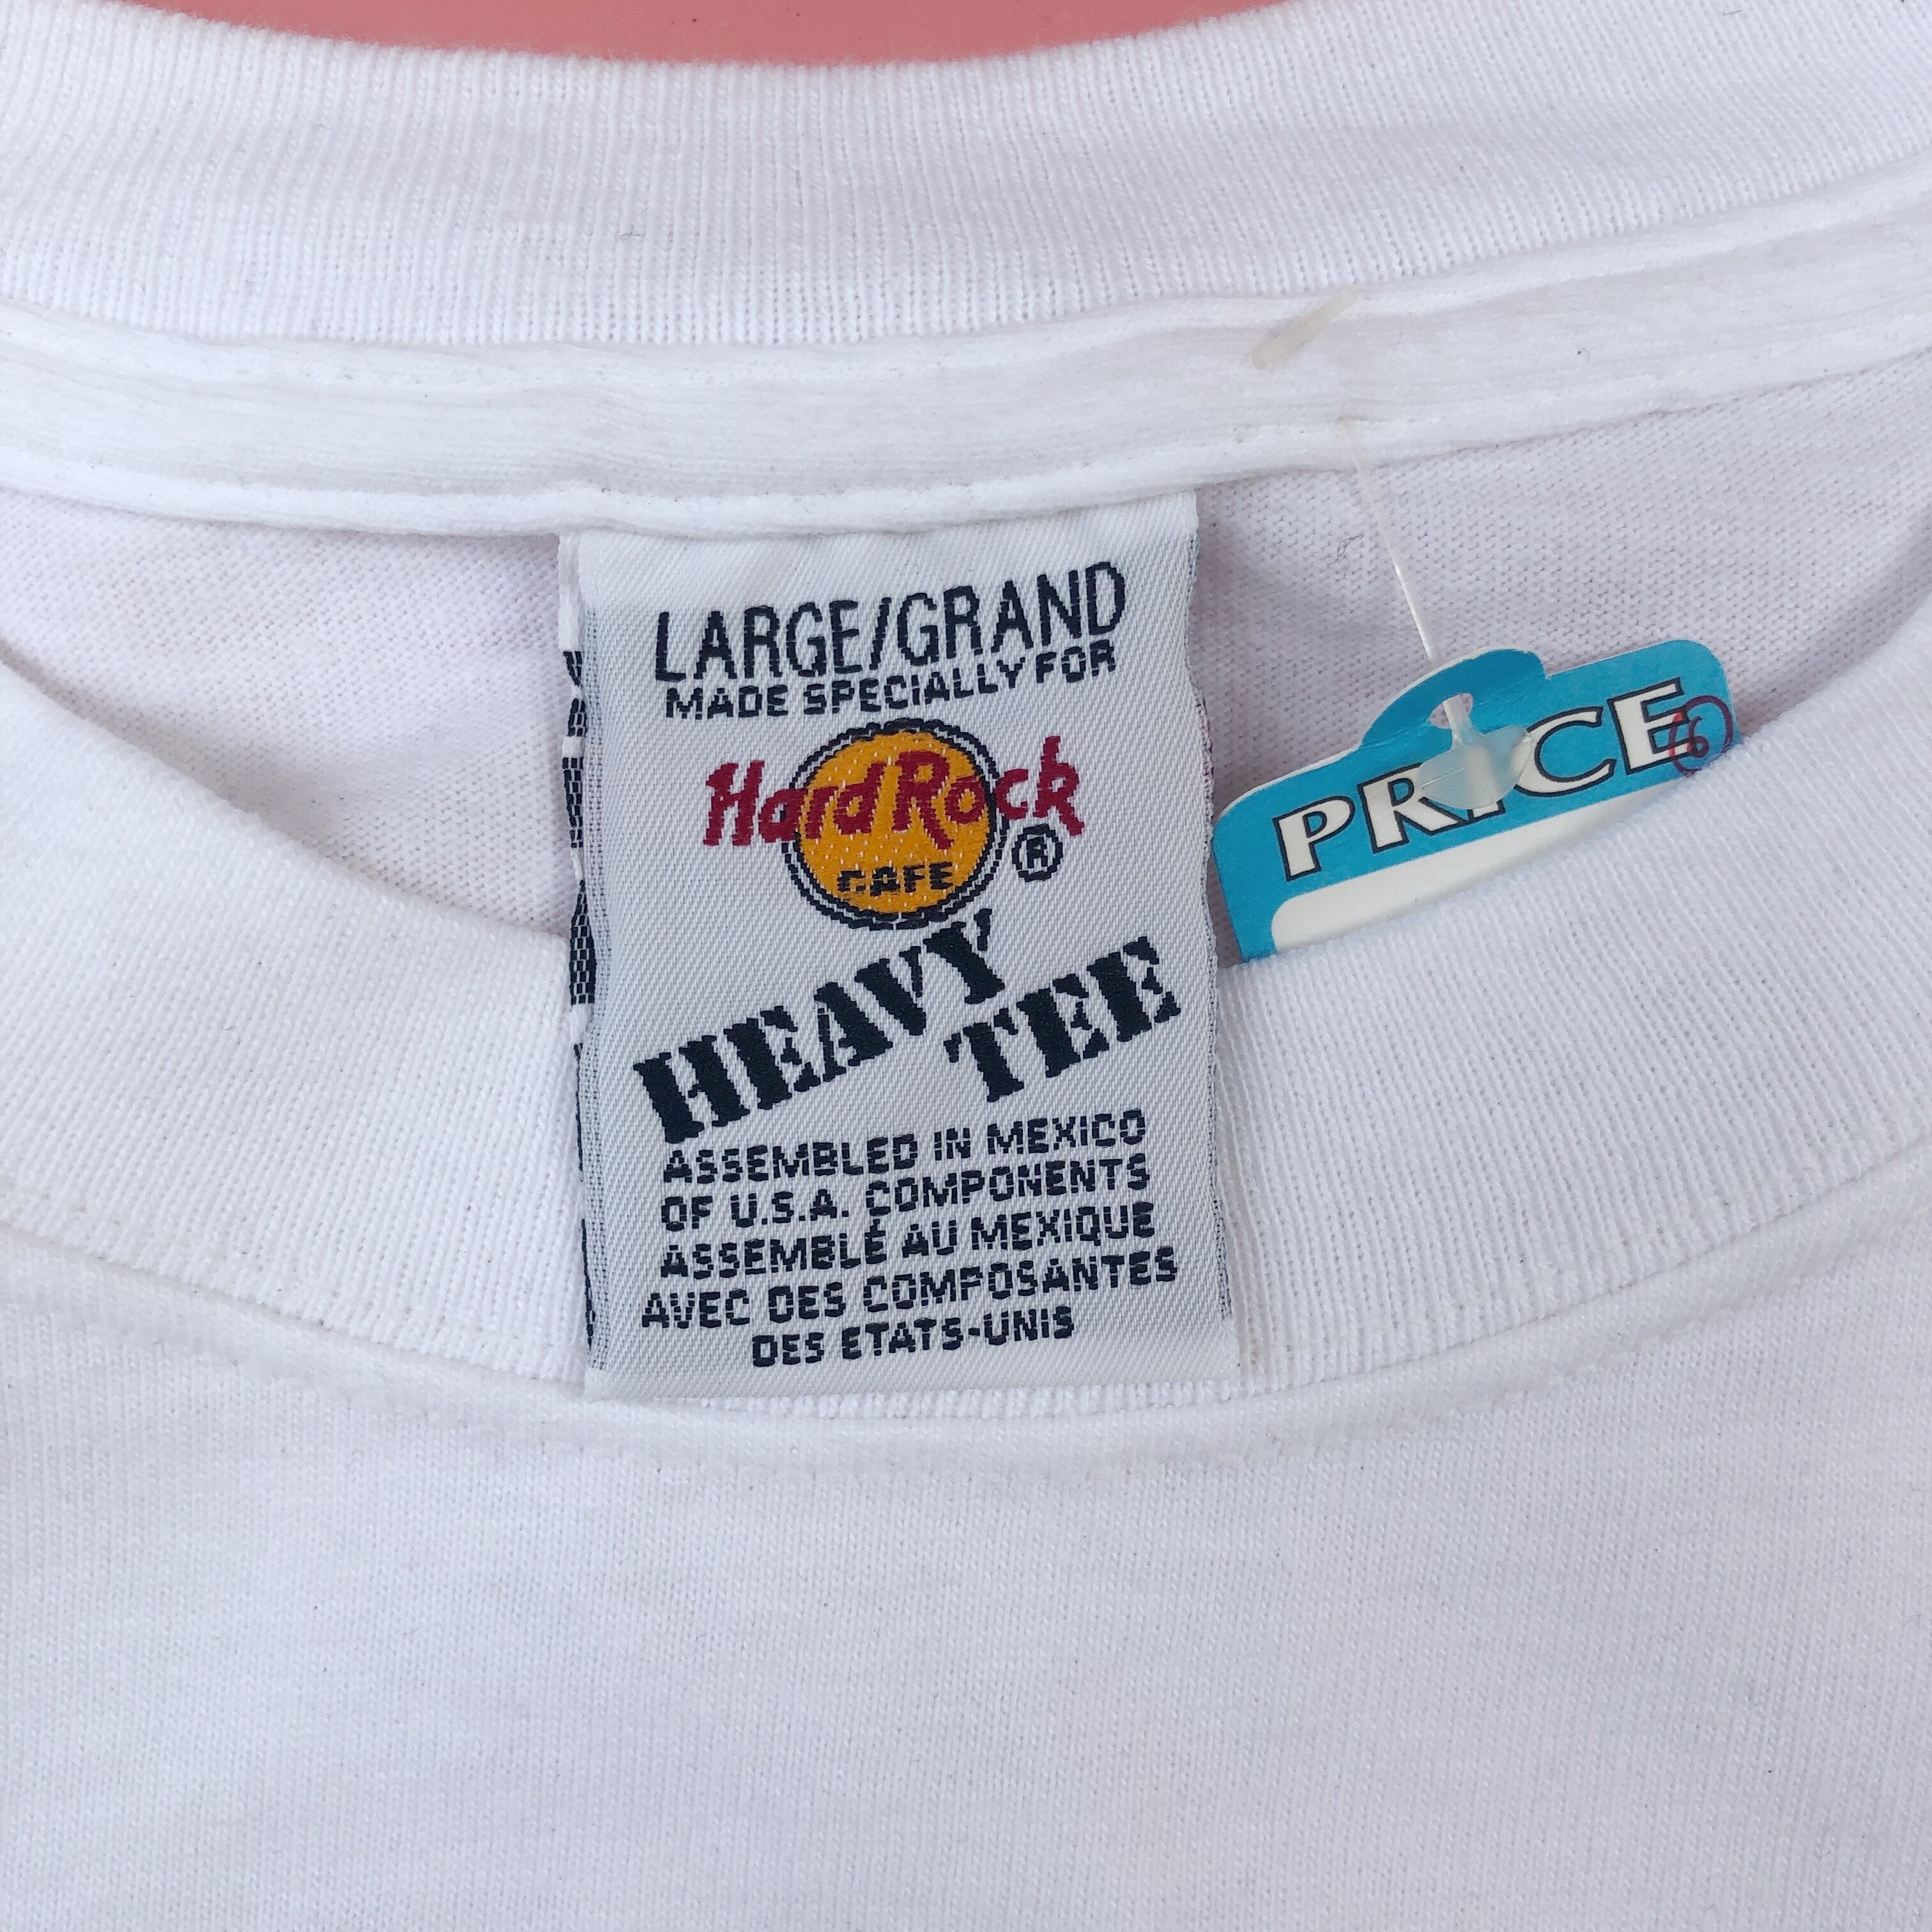 LARGE/GRAND
MADE SPECIALLY FOR
Hard Rock
CAFE
®
HEAVY
TEE
ASSEMBLED IN MEXICO
OF U.S.A. COMPONENTS
ASSEMBLÉ AU MEXIQUE
AVEC DES COMPOSANTES
DES ETATS-UNIS
PRICE
6